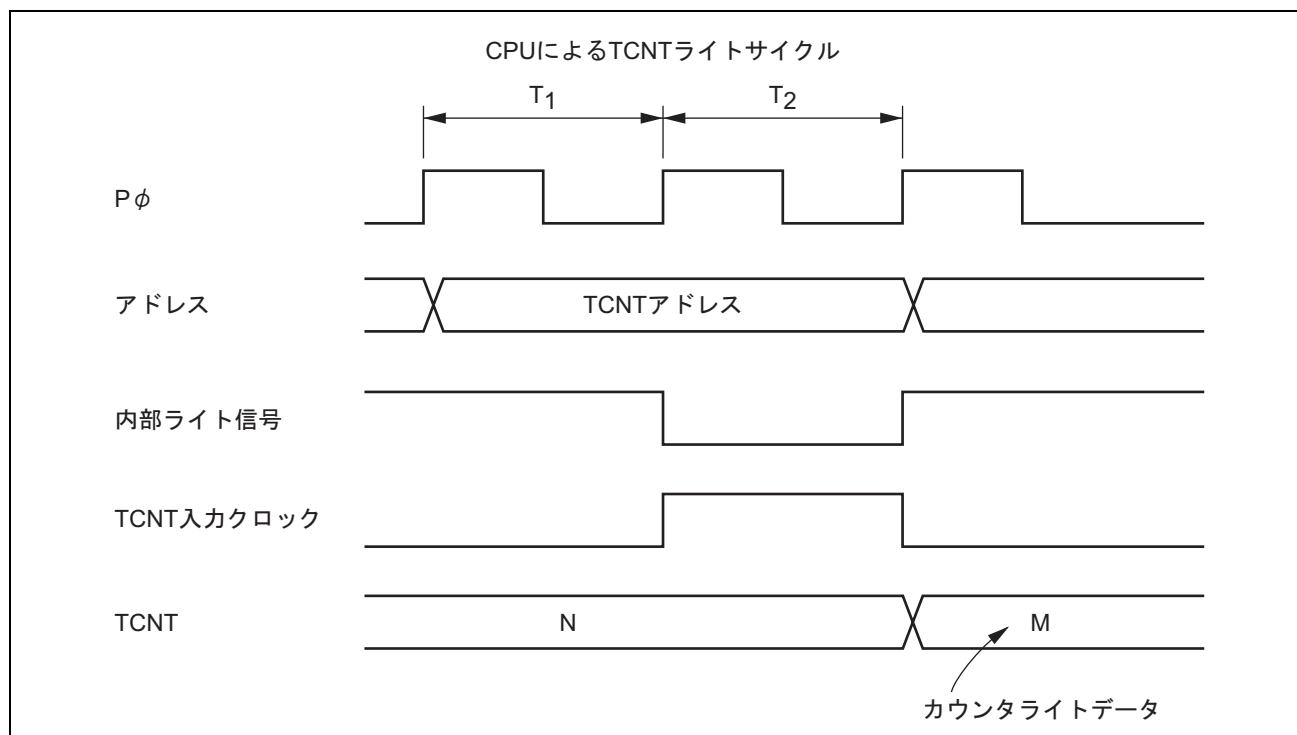 CPUによるTCNTライトサイクル
T1 T2
Pφ
アドレス TCNTアドレス
内部ライト信号
TCNT入力クロック
TCNT N M
カウンタライトデータ